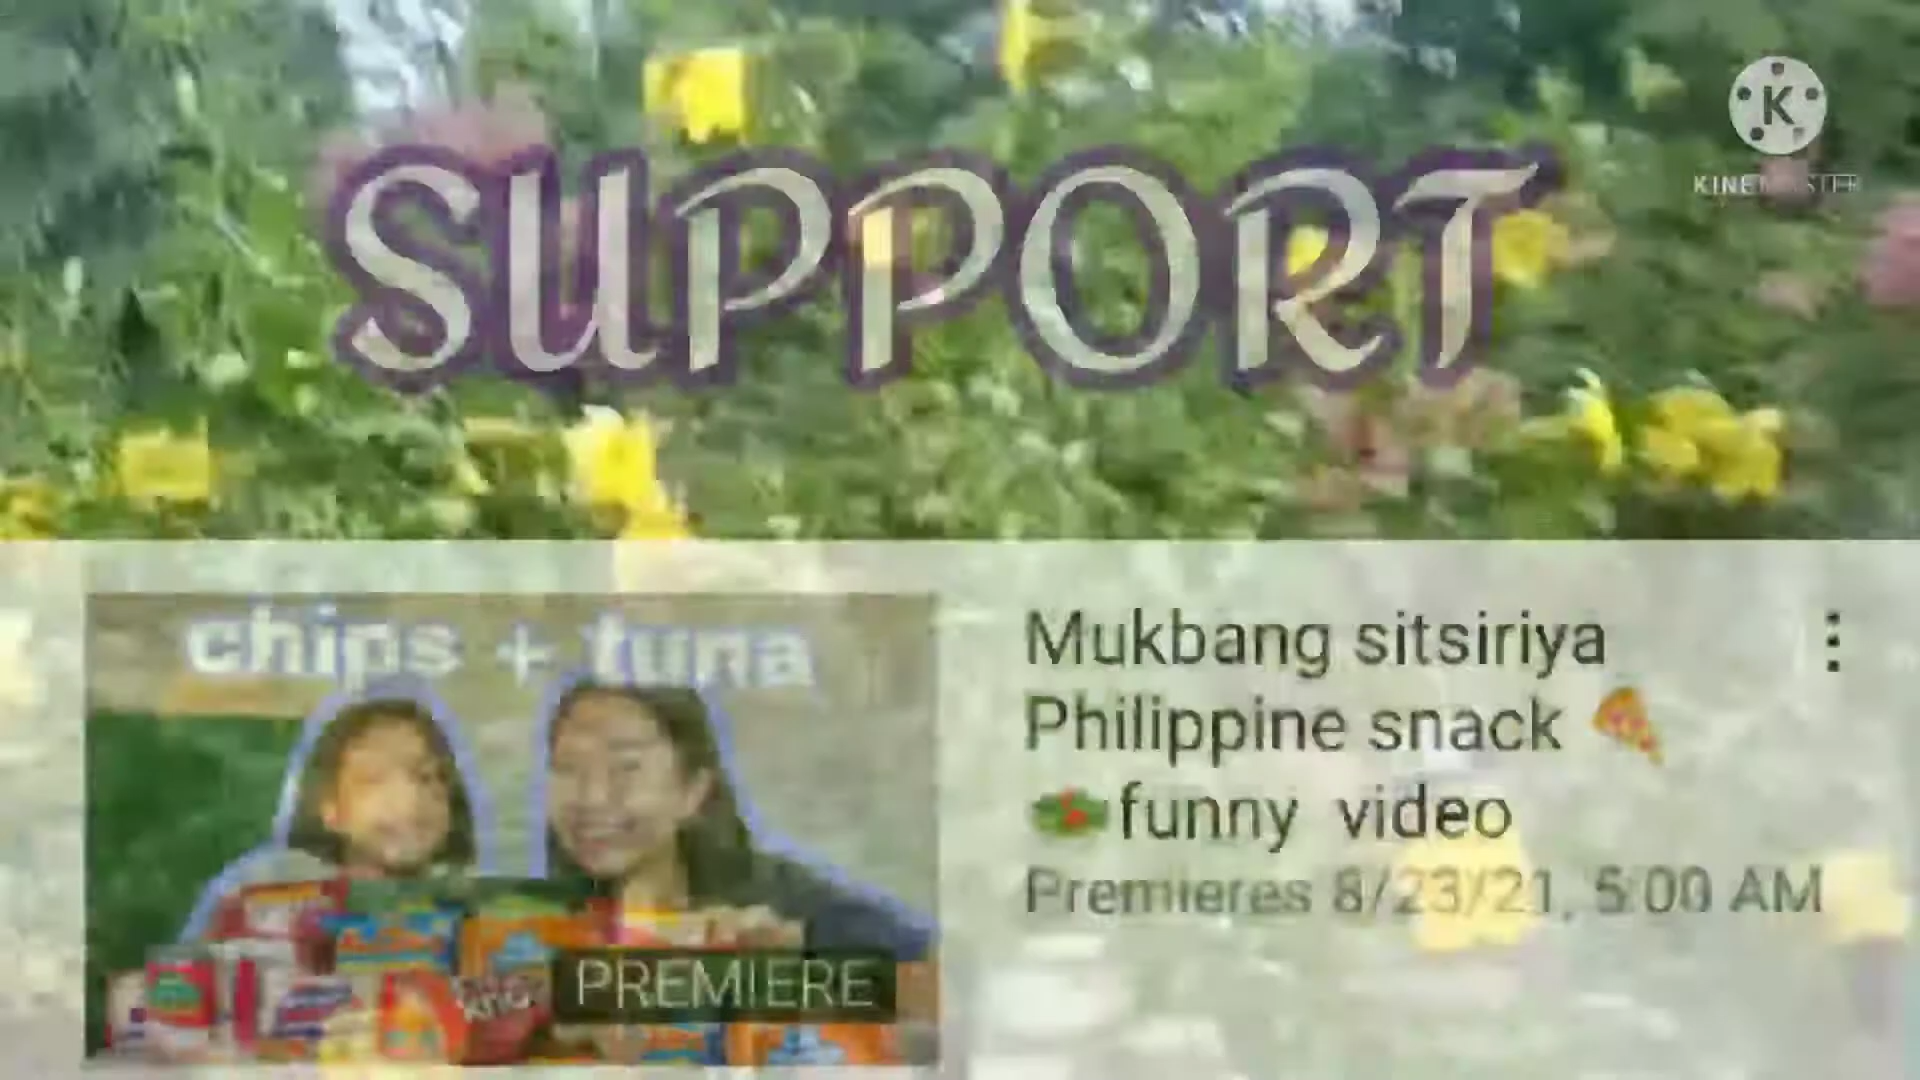 K
KINEMASTER
SUPPORT
chips + tuna
PREMIERE
Mukbang sitsiriya
Philippine snack 🍕
🥗funny video
Premieres 8/23/21, 5:00 AM